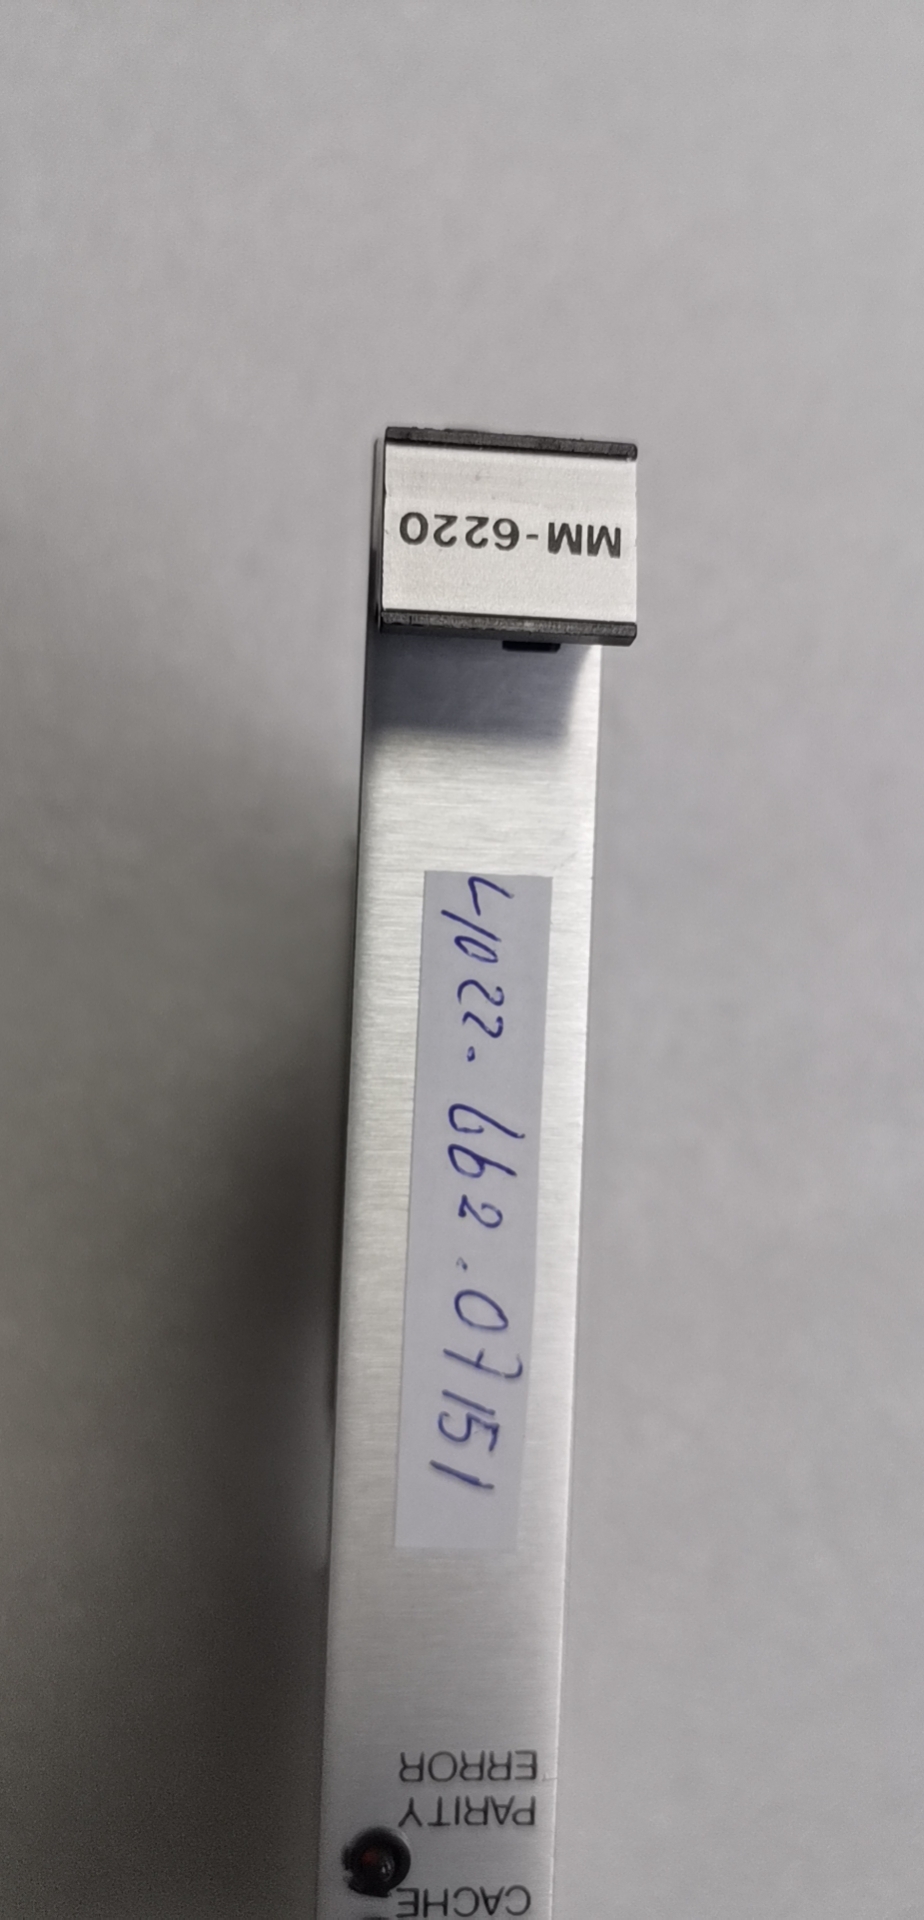 MM-6220
4022.662.07151
CACHE
PARITY
ERROR